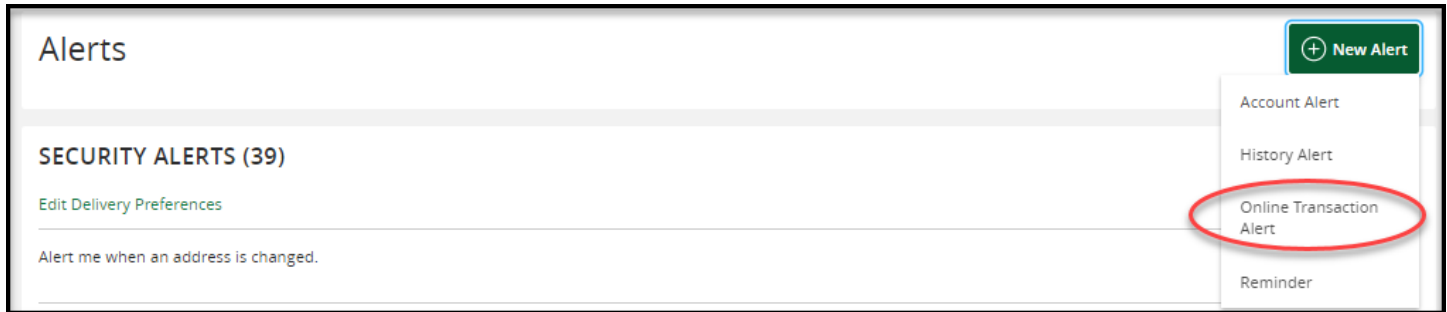 Alerts
New Alert
Account Alert
SECURITY ALERTS (39)
History Alert
Edit Delivery Preferences
Online Transaction
Alert
Alert me when an address is changed.
Reminder